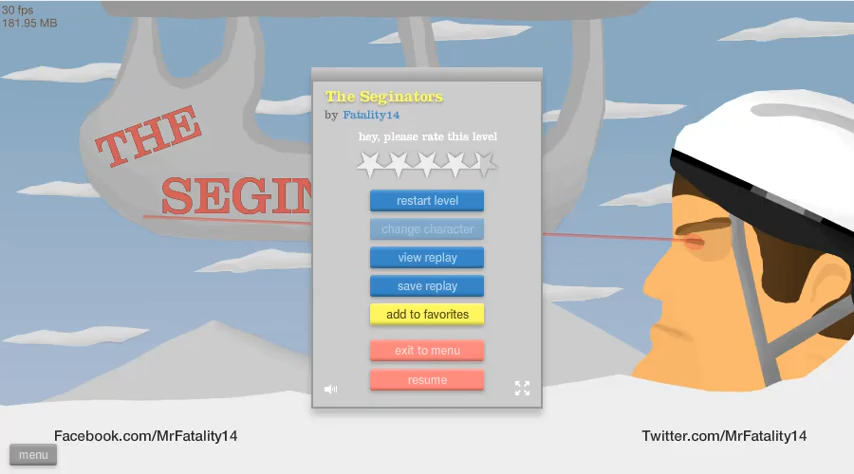 30 fps
181.95 MB
THE
SEGIN
The Seginators
by Fatality14
hey, please rate this level
restart level
change character
view replay
save replay
add to favorites
exit to menu
resume
Facebook.com/MrFatality14
Twitter.com/MrFatality14
menu